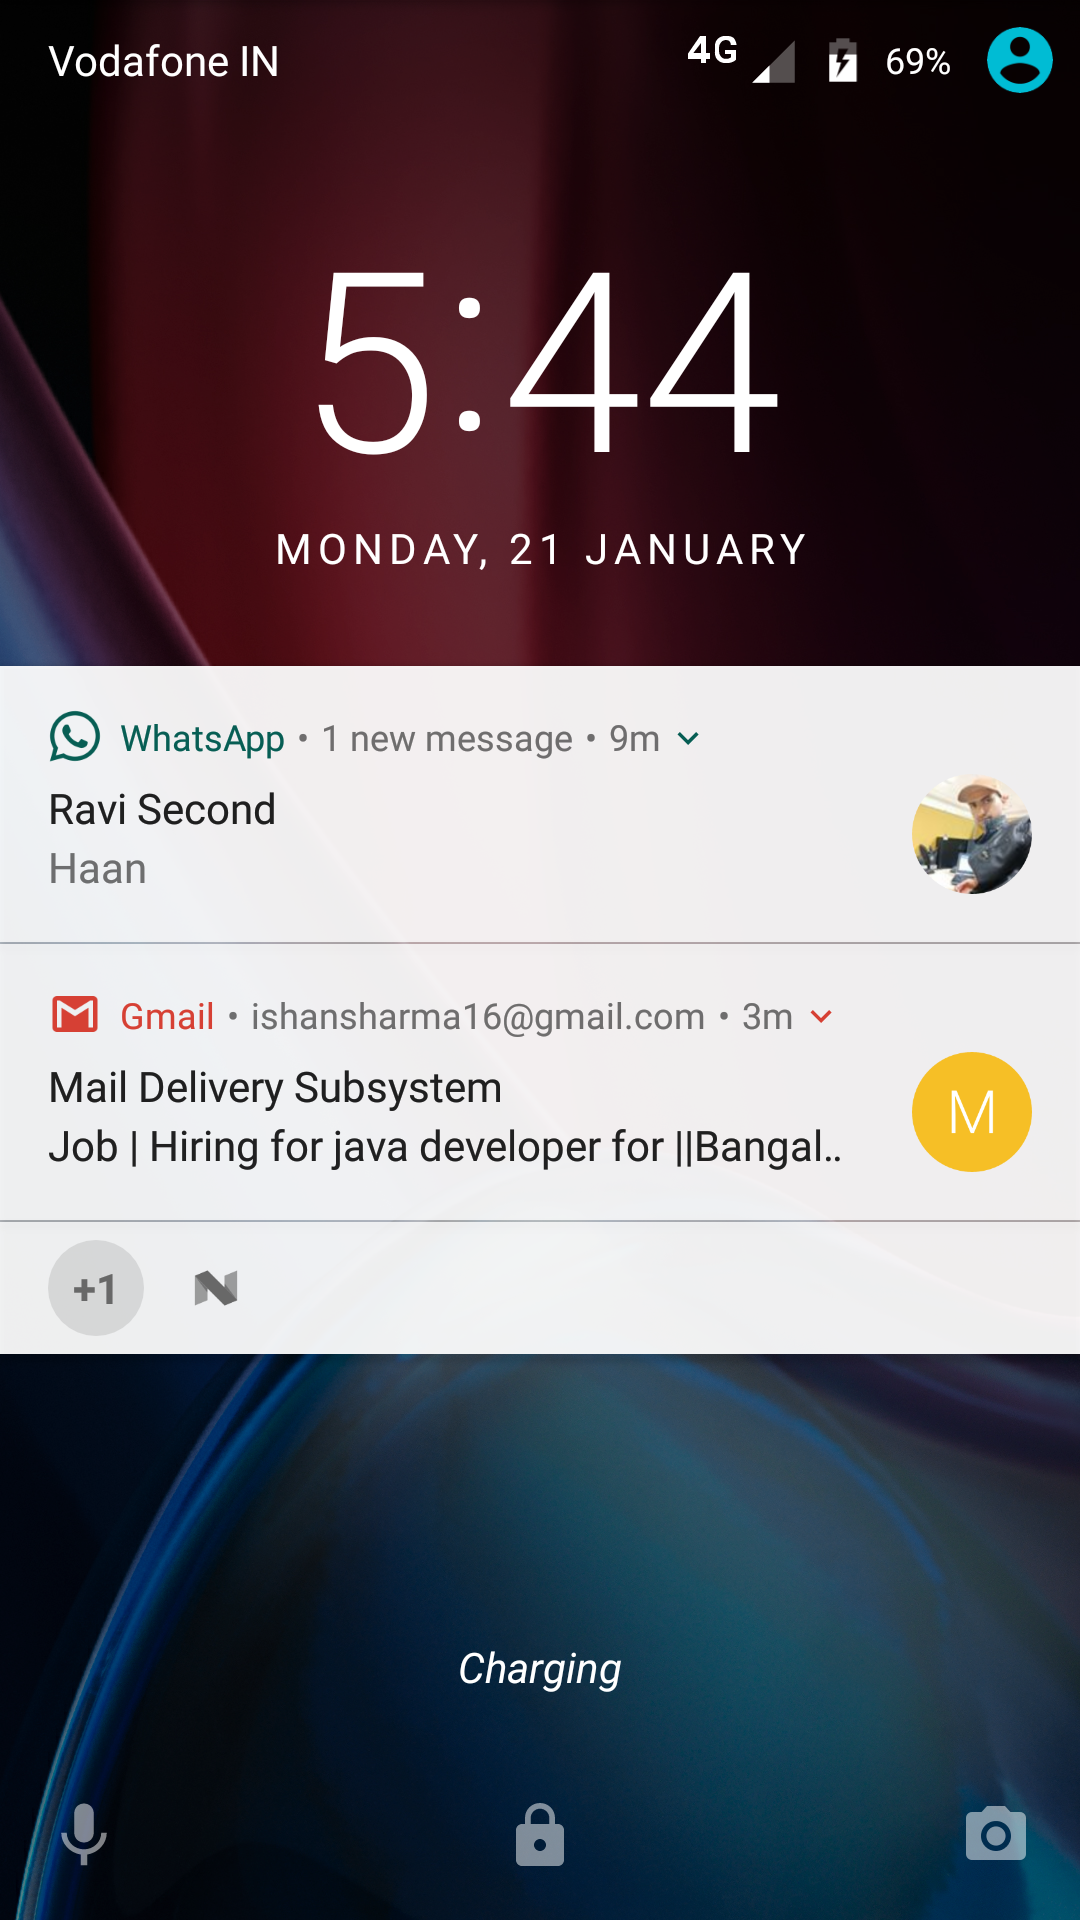 Vodafone IN 4G 69%
5:44
MONDAY, 21 JANUARY
WhatsApp • 1 new message • 9m
Ravi Second
Haan
Gmail • ishansharma16@gmail.com • 3m
Mail Delivery Subsystem
M
Job | Hiring for java developer for ||Bangal..
+1
Charging